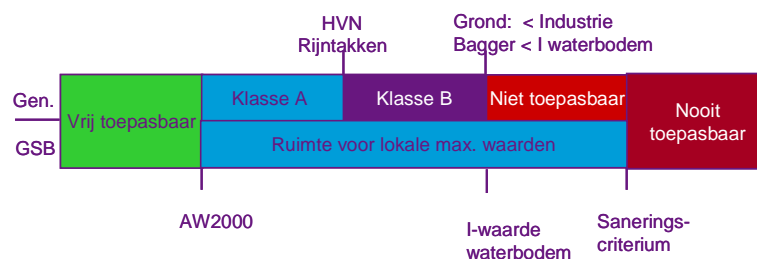 HVN
Rijntakken
Grond: < Industrie
Bagger < I waterbodem
Gen.
GSB
Vrij toepasbaar
Klasse A
Klasse B
Niet toepasbaar
Nooit
toepasbaar
Ruimte voor lokale max. waarden
AW2000
I-waarde
waterbodem
Sanerings-
criterium